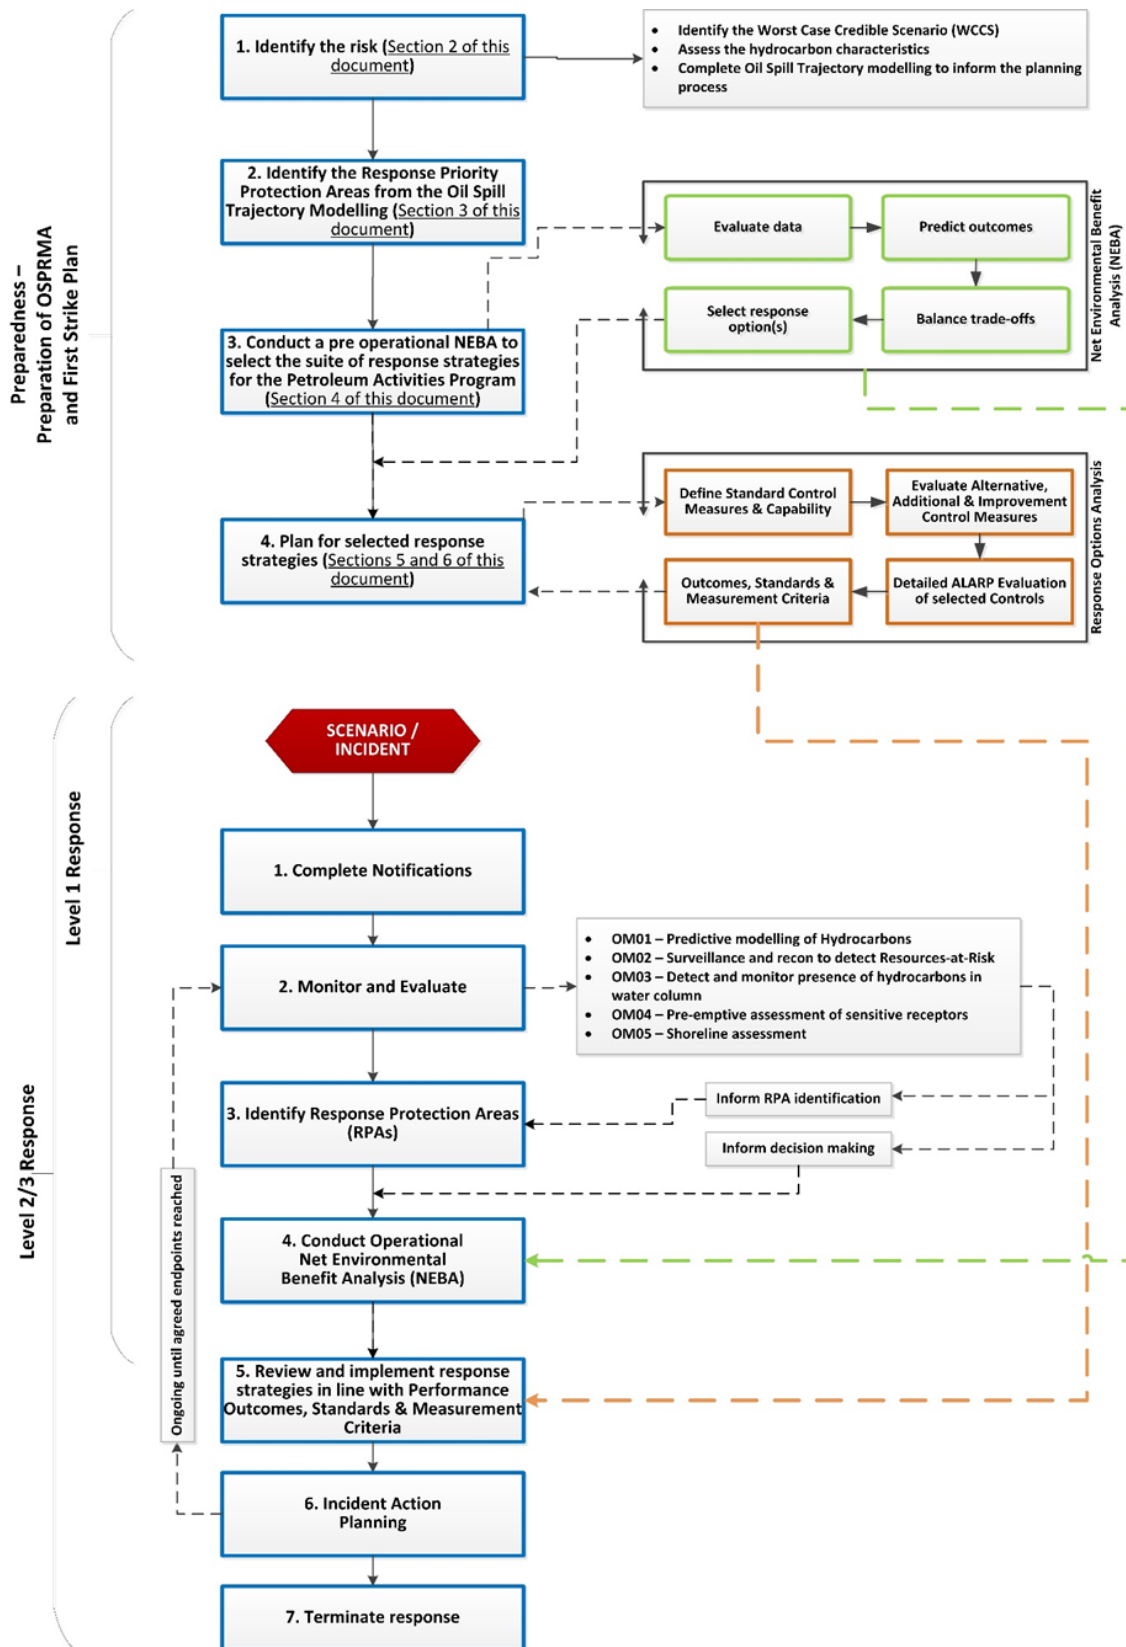 Preparedness –
Preparation of OSPRMA
and First Strike Plan
1. Identify the risk (Section 2 of this
document)
• Identify the Worst Case Credible Scenario (WCCS)
• Assess the hydrocarbon characteristics
• Complete Oil Spill Trajectory modelling to inform the planning
process
2. Identify the Response Priority
Protection Areas from the Oil Spill
Trajectory Modelling (Section 3 of this
document)
Evaluate data
Predict outcomes
Select response
option(s)
Balance trade-offs
Net Environmental Benefit
Analysis (NEBA)
3. Conduct a pre operational NEBA to
select the suite of response strategies
for the Petroleum Activities Program
(Section 4 of this document)
4. Plan for selected response
strategies (Sections 5 and 6 of this
document)
Define Standard Control
Measures & Capability
Evaluate Alternative,
Additional & Improvement
Control Measures
Outcomes, Standards &
Measurement Criteria
Detailed ALARP Evaluation
of selected Controls
Response Options Analysis
Level 1 Response
Level 2/3 Response
SCENARIO /
INCIDENT
1. Complete Notifications
2. Monitor and Evaluate
• OM01 – Predictive modelling of Hydrocarbons
• OM02 – Surveillance and recon to detect Resources-at-Risk
• OM03 – Detect and monitor presence of hydrocarbons in
water column
• OM04 – Pre-emptive assessment of sensitive receptors
• OM05 – Shoreline assessment
3. Identify Response Protection Areas
(RPAs)
Inform RPA identification
Inform decision making
Ongoing until agreed endpoints reached
4. Conduct Operational
Net Environmental
Benefit Analysis (NEBA)
5. Review and implement response
strategies in line with Performance
Outcomes, Standards & Measurement
Criteria
6. Incident Action
Planning
7. Terminate response